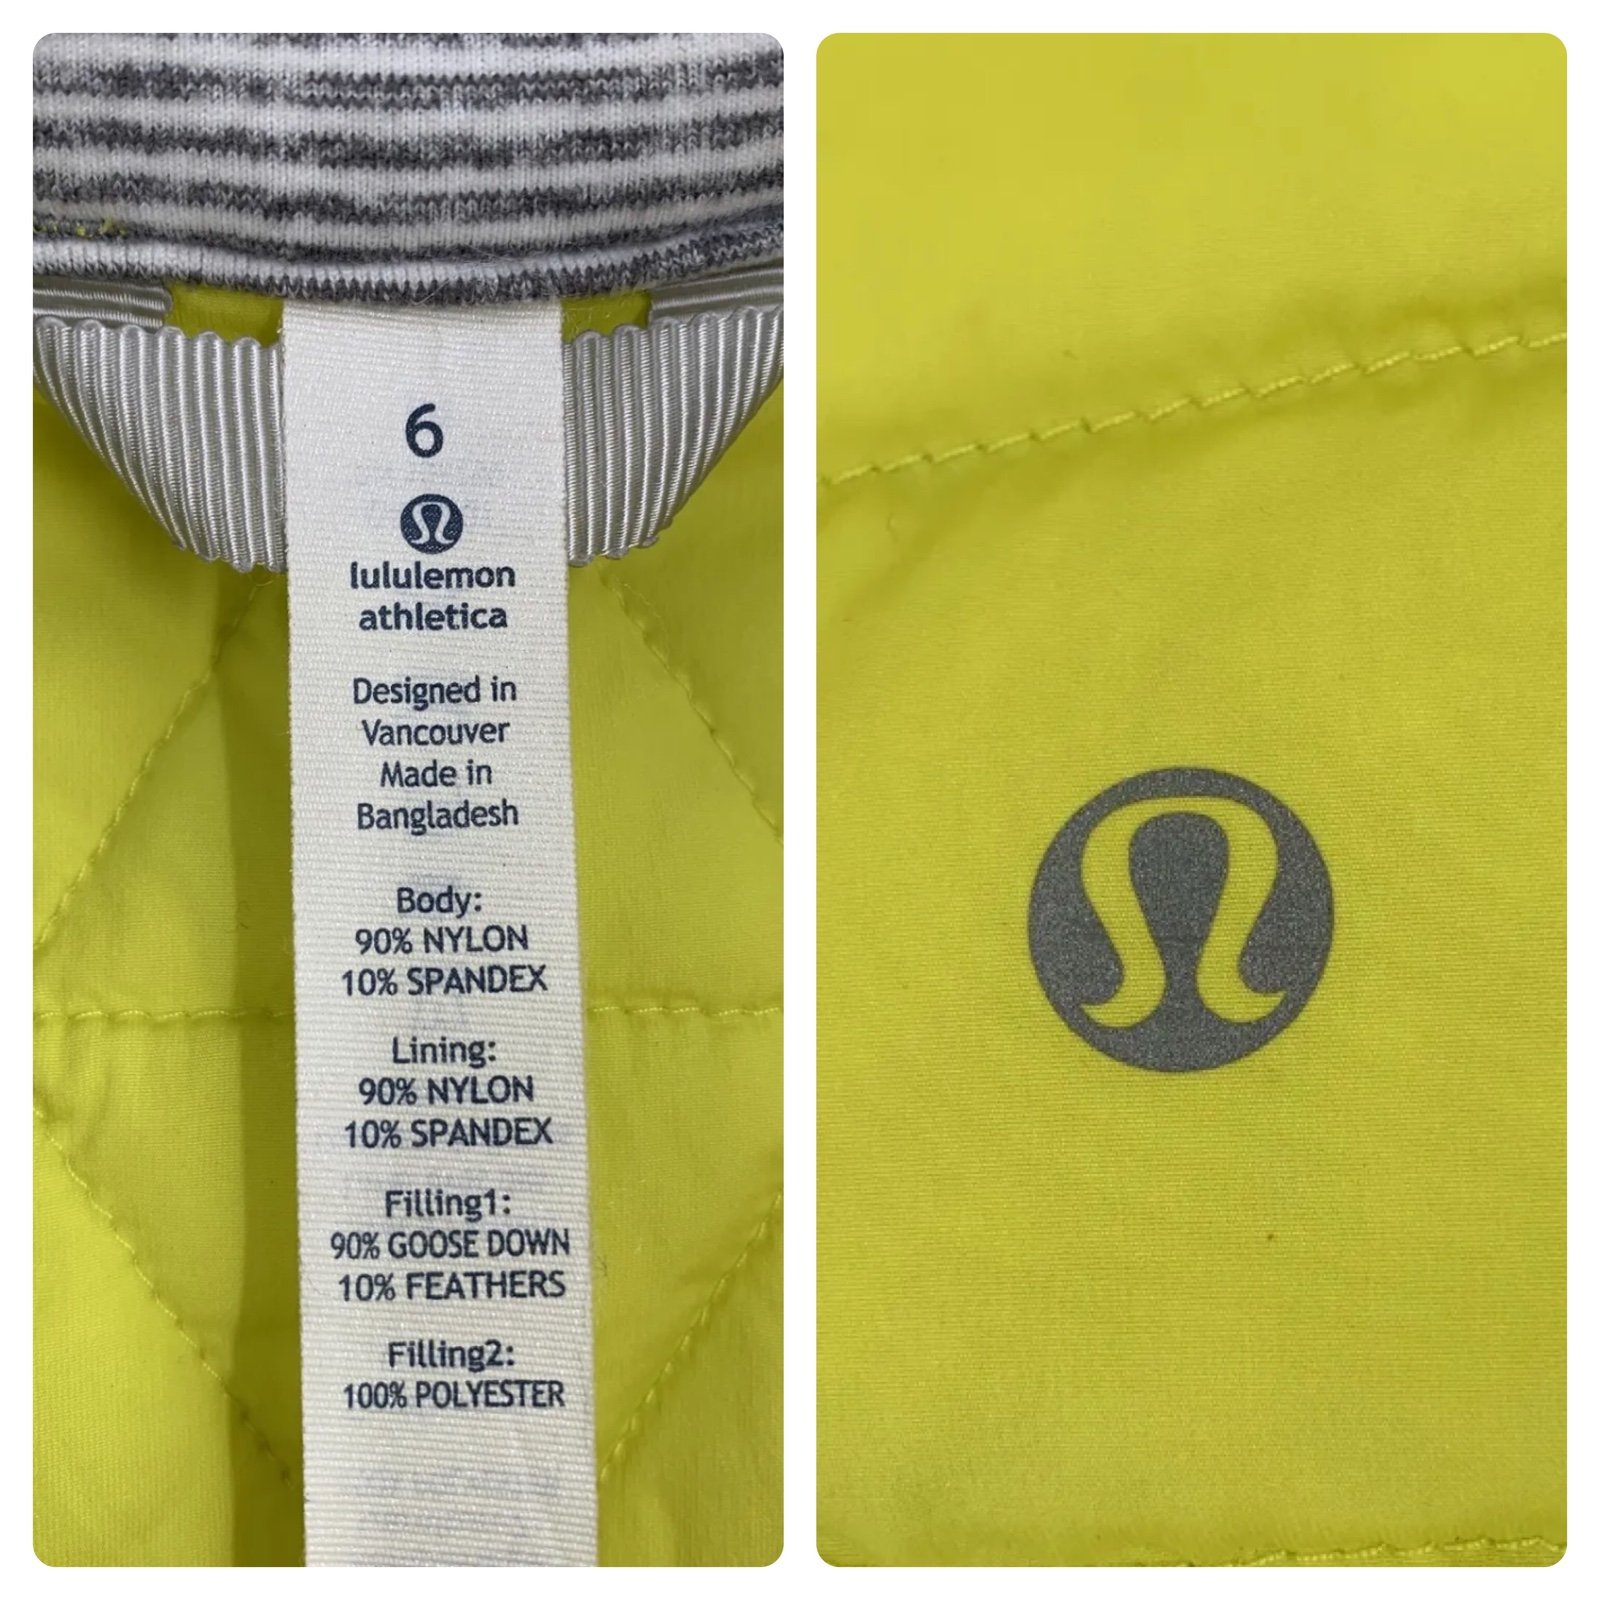 6
lululemon
athletica
Designed in
Vancouver
Made in
Bangladesh
Body:
90% NYLON
10% SPANDEX
Lining:
90% NYLON
10% SPANDEX
Filling1:
90% GOOSE DOWN
10% FEATHERS
Filling2:
100% POLYESTER